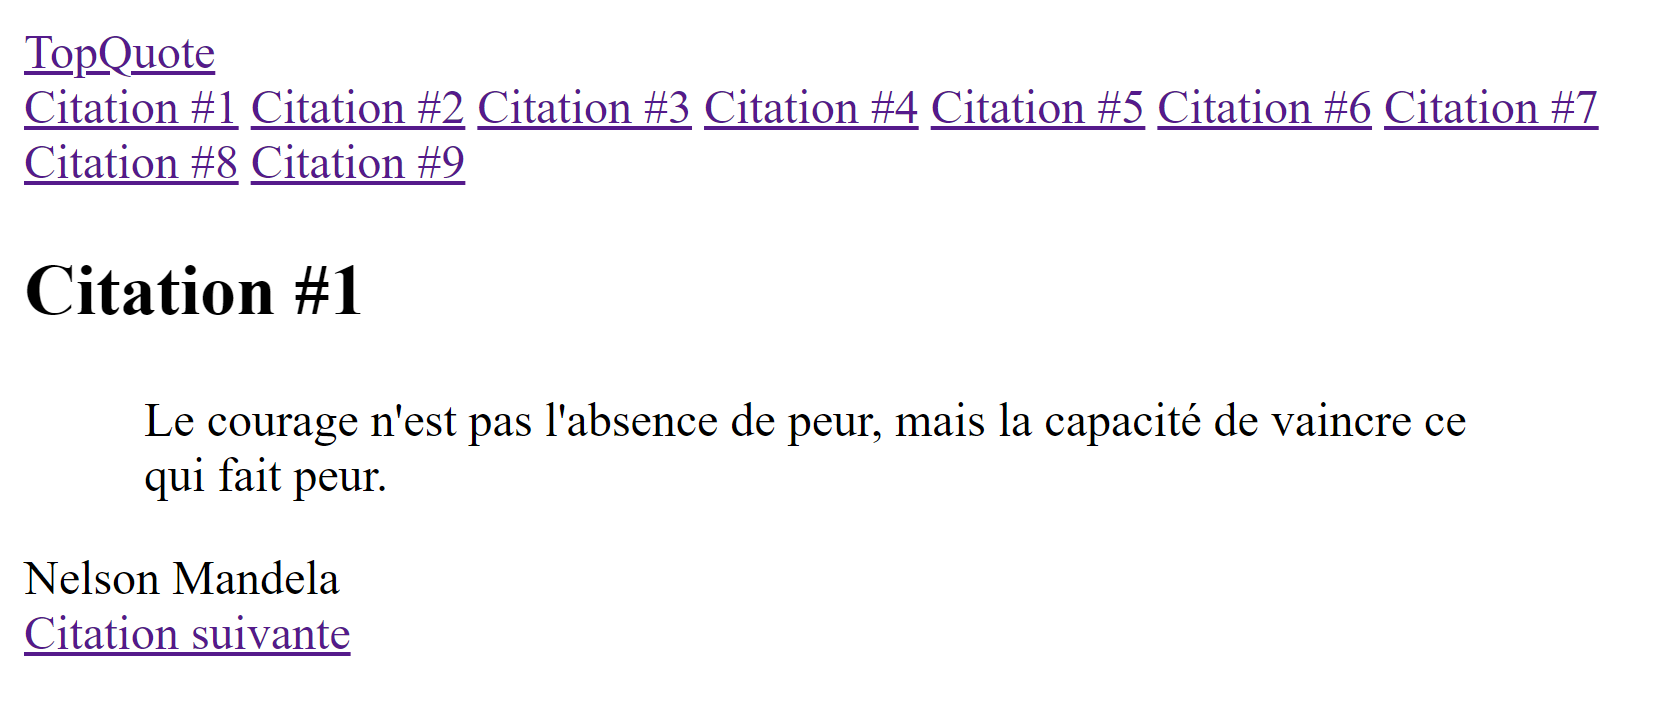 TopQuote
Citation #1 Citation #2 Citation #3 Citation #4 Citation #5 Citation #6 Citation #7
Citation #8 Citation #9
Citation #1
Le courage n'est pas l'absence de peur, mais la capacité de vaincre ce
qui fait peur.
Nelson Mandela
Citation suivante